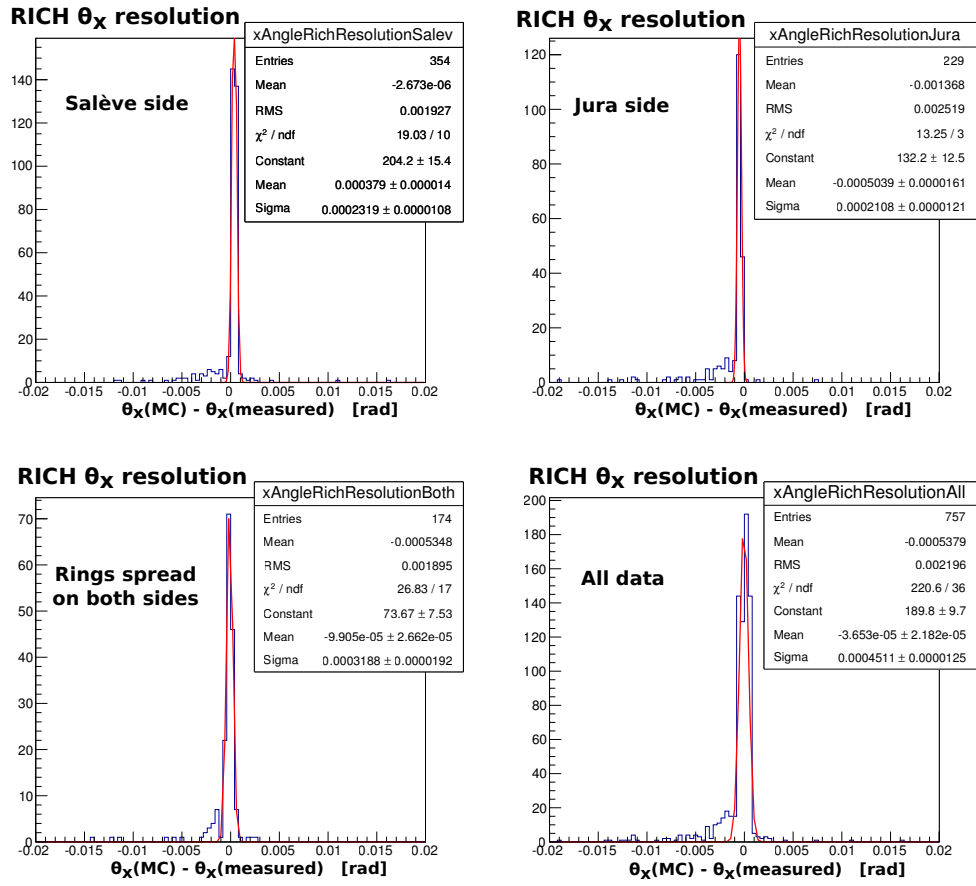 RICH θx resolution
xAngleRichResolutionSalev
Entries 354
Mean -2.673e-06
RMS 0.001927
χ² / ndf 19.03 / 10
Constant 204.2 ± 15.4
Mean 0.000379 ± 0.000014
Sigma 0.0002319 ± 0.0000108
Salève side
140
120
100
80
60
40
20
0
-0.02 -0.015 -0.01 -0.005 0 0.005 0.01 0.015 0.02
θx(MC) - θx(measured) [rad]
RICH θx resolution
xAngleRichResolutionJura
Entries 229
Mean -0.001368
RMS 0.002519
χ² / ndf 13.25 / 3
Constant 132.2 ± 12.5
Mean -0.0005039 ± 0.0000161
Sigma 0.0002108 ± 0.0000121
Jura side
120
100
80
60
40
20
0
-0.02 -0.015 -0.01 -0.005 0 0.005 0.01 0.015 0.02
θx(MC) - θx(measured) [rad]
RICH θx resolution
xAngleRichResolutionBoth
Entries 174
Mean -0.0005348
RMS 0.001895
χ² / ndf 26.83 / 17
Constant 73.67 ± 7.53
Mean -9.905e-05 ± 2.662e-05
Sigma 0.0003188 ± 0.0000192
Rings spread
on both sides
70
60
50
40
30
20
10
0
-0.02 -0.015 -0.01 -0.005 0 0.005 0.01 0.015 0.02
θx(MC) - θx(measured) [rad]
RICH θx resolution
xAngleRichResolutionAll
Entries 757
Mean -0.0005379
RMS 0.002196
χ² / ndf 220.6 / 36
Constant 189.8 ± 9.7
Mean -3.653e-05 ± 2.182e-05
Sigma 0.0004511 ± 0.0000125
All data
200
180
160
140
120
100
80
60
40
20
0
-0.02 -0.015 -0.01 -0.005 0 0.005 0.01 0.015 0.02
θx(MC) - θx(measured) [rad]